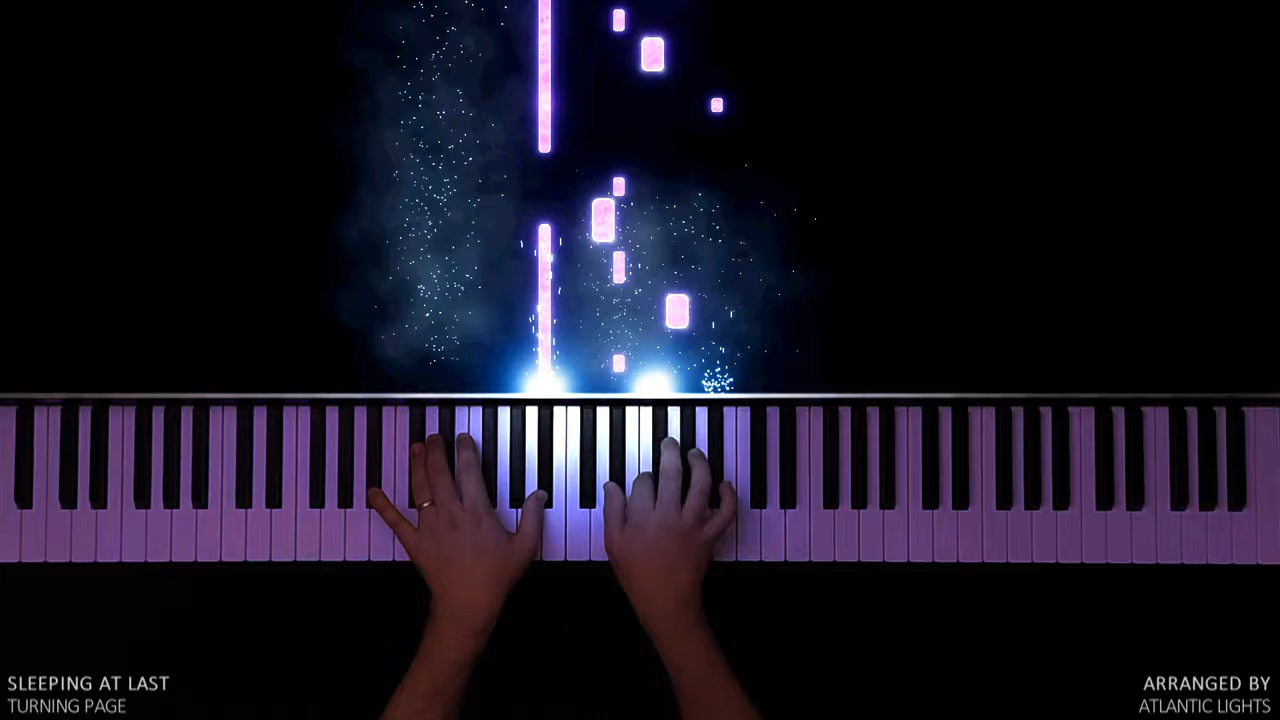 SLEEPING AT LAST
TURNING PAGE
ARRANGED BY
ATLANTIC LIGHTS